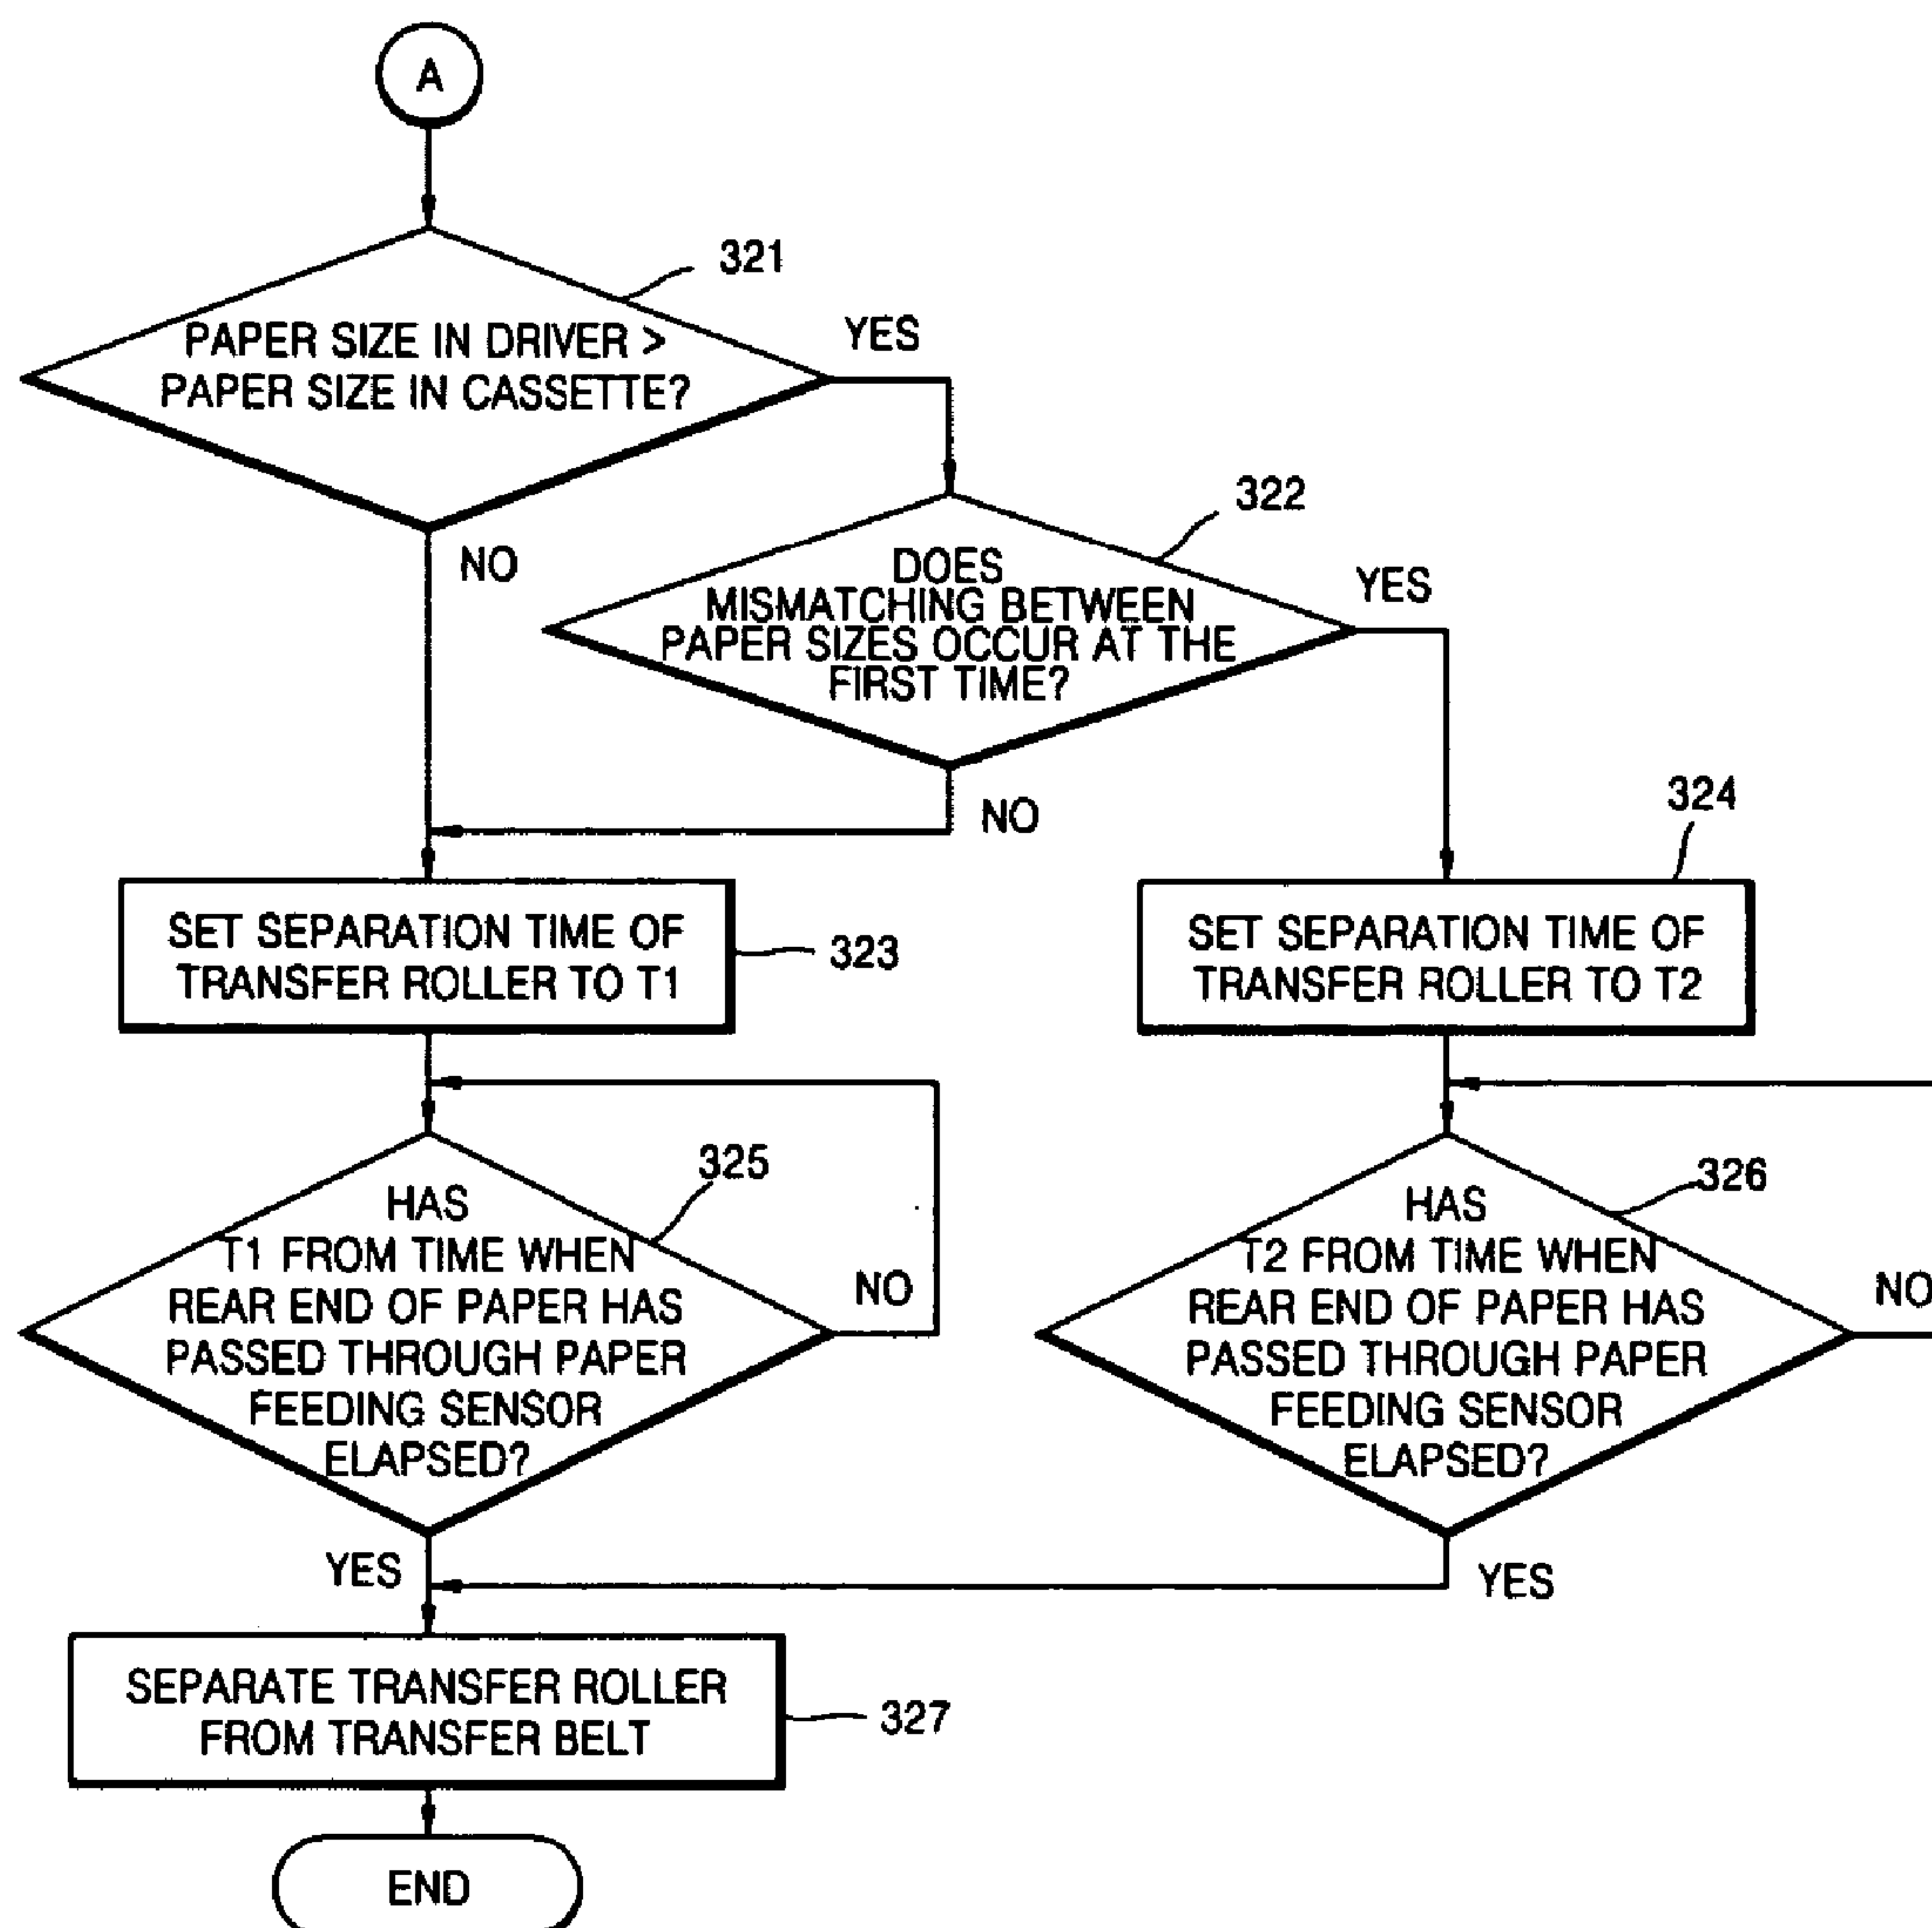 A
321
PAPER SIZE IN DRIVER >
PAPER SIZE IN CASSETTE?
YES
NO
322
DOES
MISMATCHING BETWEEN
PAPER SIZES OCCUR AT THE
FIRST TIME?
YES
NO
SET SEPARATION TIME OF
TRANSFER ROLLER TO T1
323
324
SET SEPARATION TIME OF
TRANSFER ROLLER TO T2
325
HAS
T1 FROM TIME WHEN
REAR END OF PAPER HAS
PASSED THROUGH PAPER
FEEDING SENSOR
ELAPSED?
NO
YES
326
HAS
T2 FROM TIME WHEN
REAR END OF PAPER HAS
PASSED THROUGH PAPER
FEEDING SENSOR
ELAPSED?
NO
YES
SEPARATE TRANSFER ROLLER
FROM TRANSFER BELT
327
END